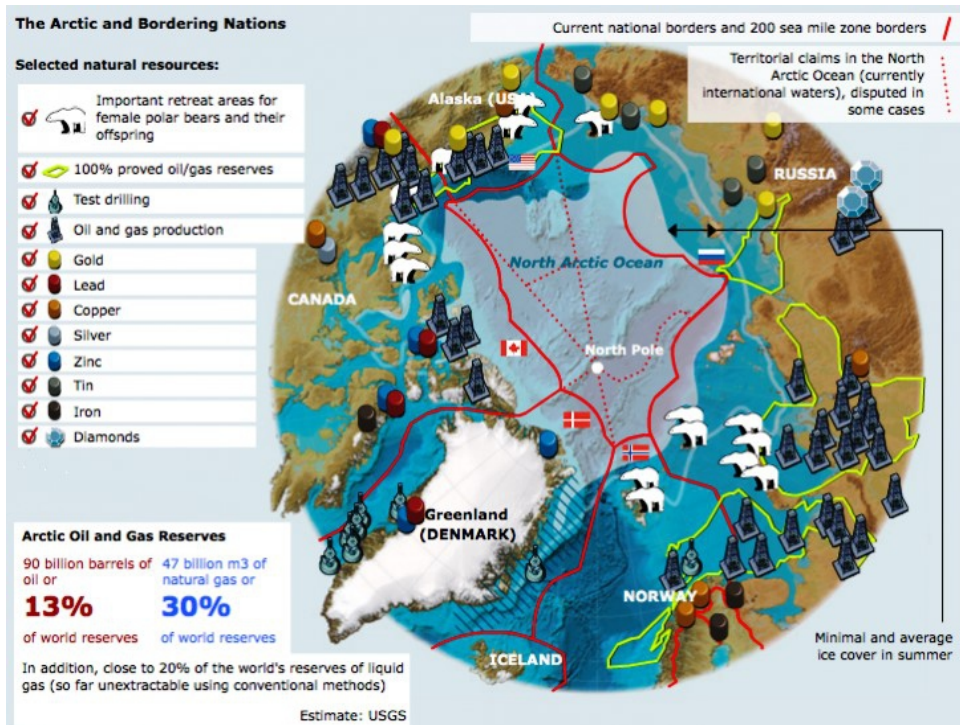 The Arctic and Bordering Nations
Selected natural resources:
Important retreat areas for
female polar bears and their
offspring
100% proved oil/gas reserves
Test drilling
Oil and gas production
Gold
Lead
Copper
Silver
Zinc
Tin
Iron
Diamonds
Current national borders and 200 sea mile zone borders
Territorial claims in the North
Arctic Ocean (currently
international waters), disputed in
some cases
Alaska (USA)
RUSSIA
North Arctic Ocean
CANADA
North Pole
Greenland
(DENMARK)
NORWAY
ICELAND
Minimal and average
ice cover in summer
Arctic Oil and Gas Reserves
90 billion barrels of
oil or
13%
of world reserves
47 billion m3 of
natural gas or
30%
of world reserves
In addition, close to 20% of the world's reserves of liquid
gas (so far unextractable using conventional methods)
Estimate: USGS